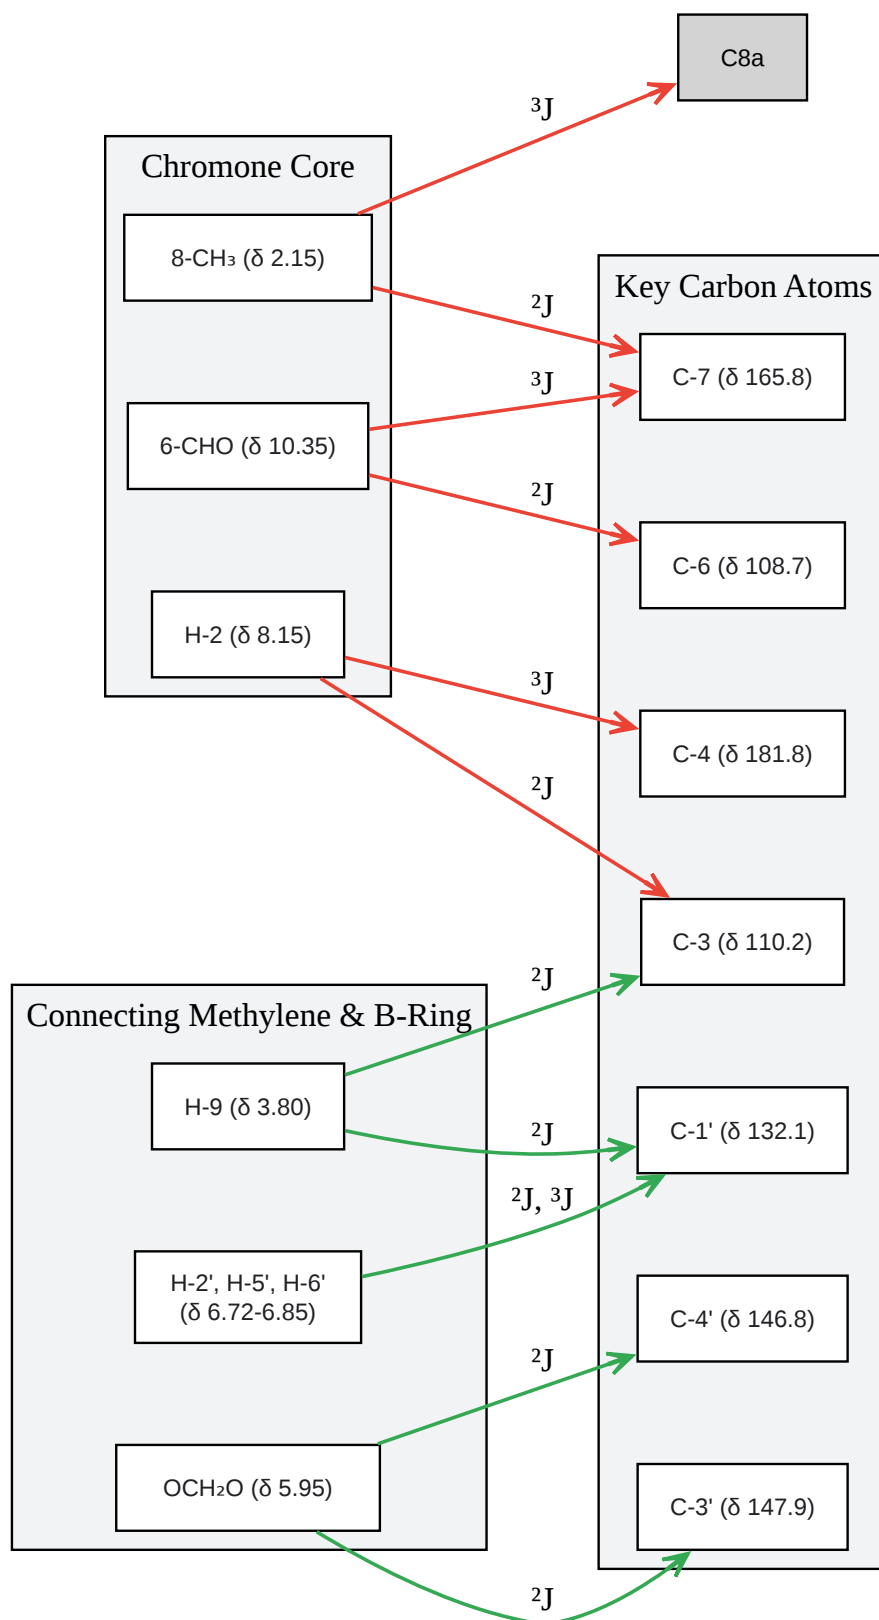 C8a
³J
Chromone Core
8-CH₃ (δ 2.15)
²J
Key Carbon Atoms
C-7 (δ 165.8)
³J
6-CHO (δ 10.35)
²J
C-6 (δ 108.7)
H-2 (δ 8.15)
³J
C-4 (δ 181.8)
²J
C-3 (δ 110.2)
²J
Connecting Methylene & B-Ring
H-9 (δ 3.80)
²J
C-1' (δ 132.1)
²J, ³J
H-2', H-5', H-6'
(δ 6.72-6.85)
C-4' (δ 146.8)
²J
OCH₂O (δ 5.95)
C-3' (δ 147.9)
²J